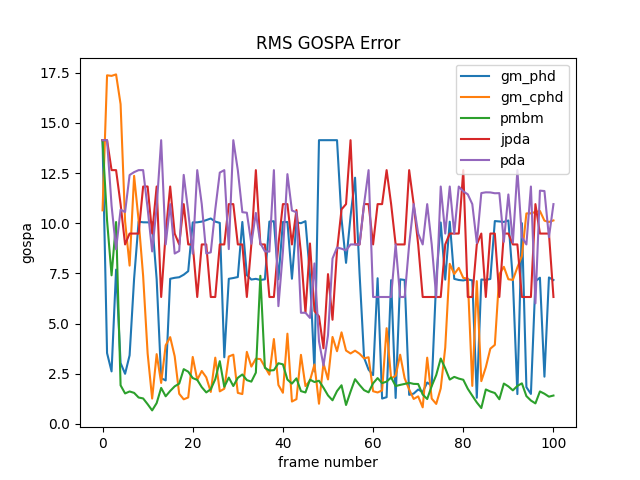 RMS GOSPA Error
gm_phd
gm_cphd
pmbm
jpda
pda
17.5
15.0
12.5
10.0
7.5
5.0
2.5
0.0
gospa
0 20 40 60 80 100
frame number